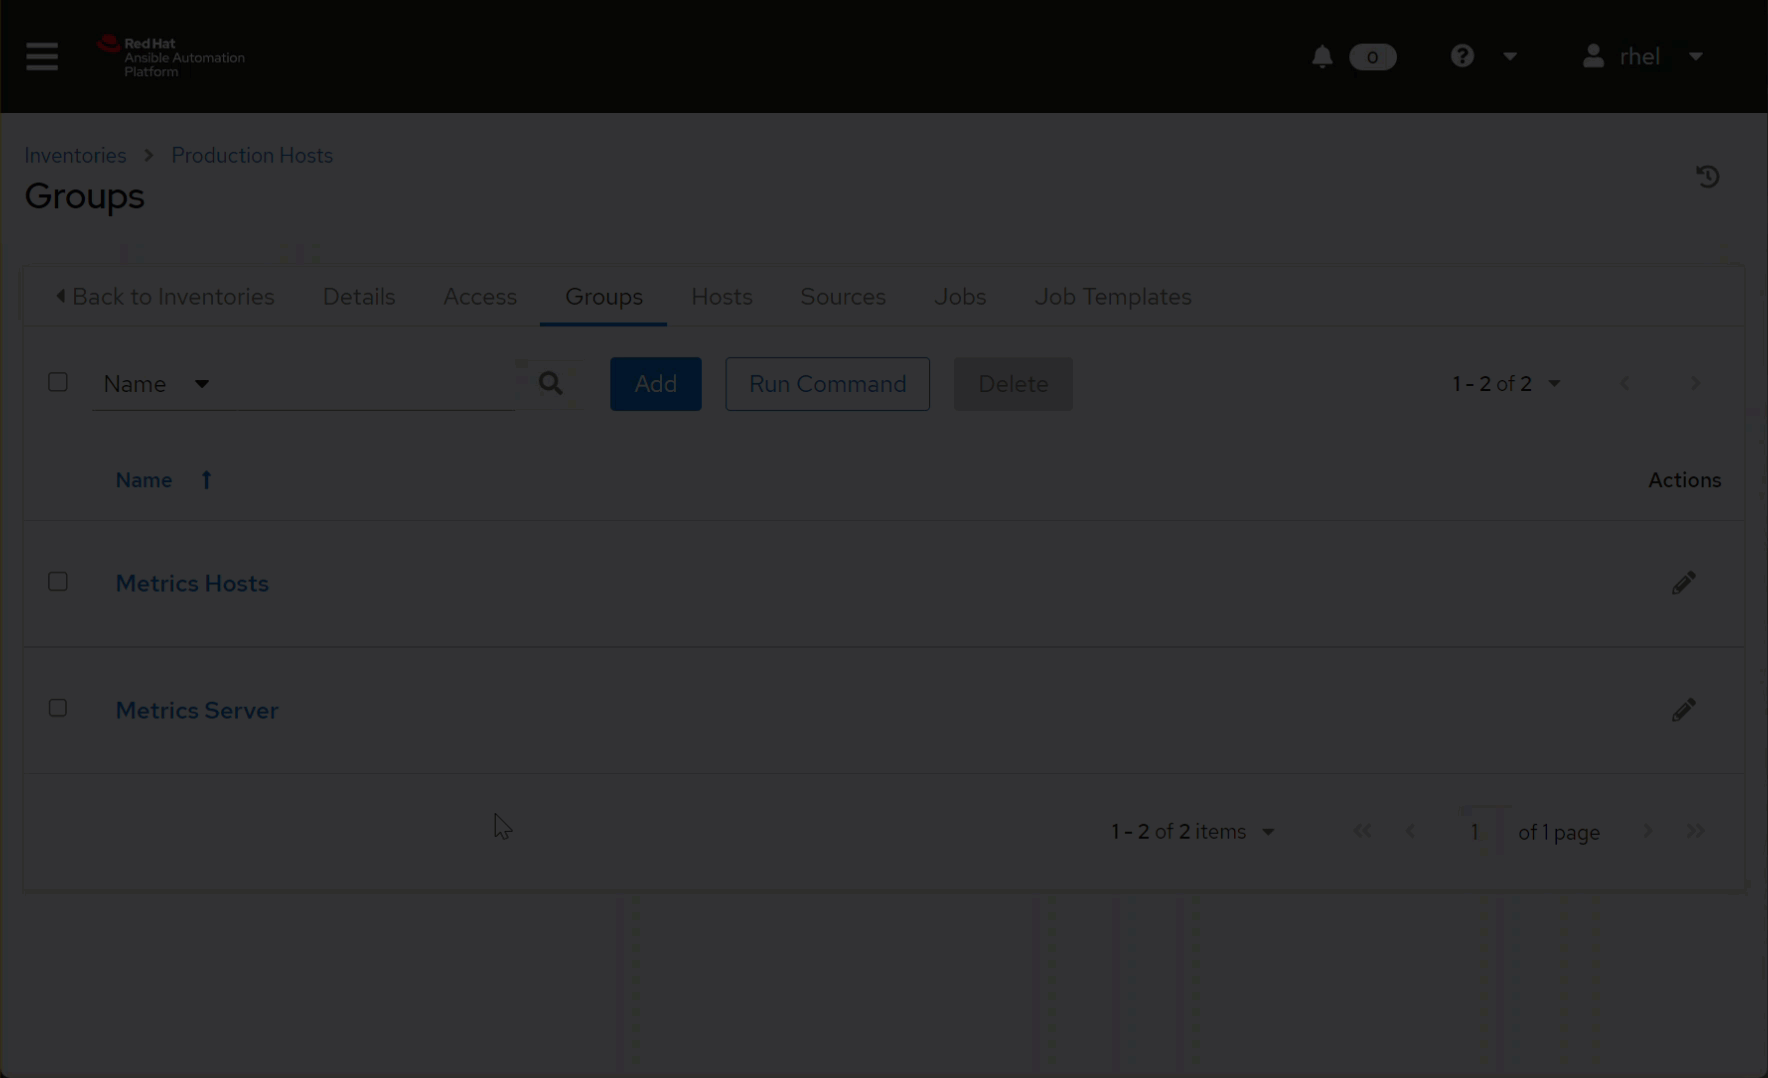 Red Hat
Ansible Automation
Platform
0
rhel
Inventories
Production Hosts
Groups
Back to Inventories
Details
Access
Groups
Hosts
Sources
Jobs
Job Templates
Name
Add
Run Command
Delete
1 - 2 of 2
Name
Actions
Metrics Hosts
Metrics Server
1 - 2 of 2 items
1
of 1 page